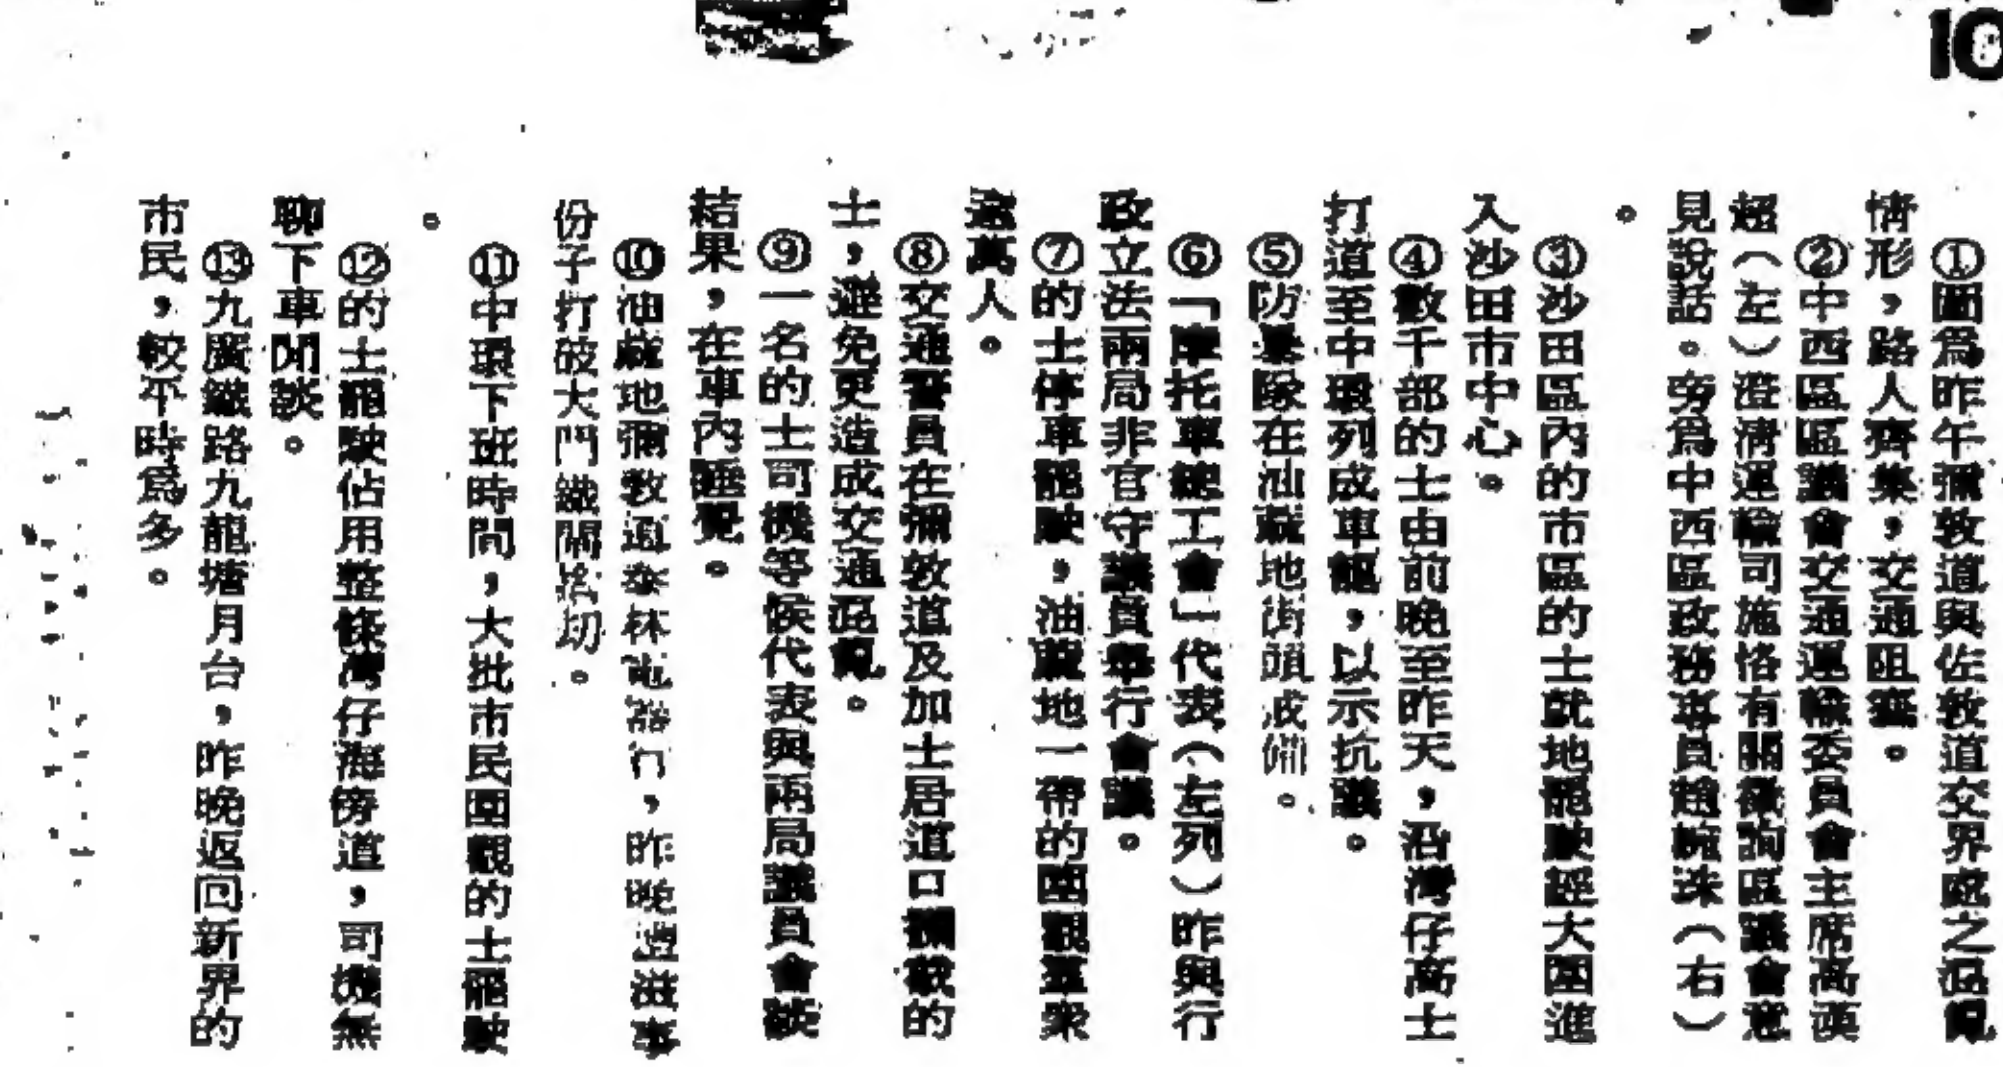 10
①圖爲昨午彌敦道與佐敦道交界處之混亂
情形，路人齊集，交通阻塞。
②中西區區議會交通運輸委員會主席高漢
超（左）澄清運輸司施恪有關徵詢區議會意
見說話。旁爲中西區政務專員趙婉珠（右）
。
③沙田區內的市區的士就地罷駛經大圍進
入沙田市中心。
④數千部的士由前晚至昨天，沿灣仔高士
打道至中環列成車龍，以示抗議。
⑤防暴隊在油蔴地街頭戒備。
⑥「摩托車總工會」代表（左列）昨與行
政立法兩局非官守議員舉行會議。
⑦的士停車罷駛，油蔴地一帶的圍觀羣衆
逾萬人。
⑧交通警員在彌敦道及加士居道口攔截的
士，避免更造成交通混亂。
⑨一名的士司機等候代表與兩局議員會談
結果，在車內睡覺。
⑩油蔴地彌敦道泰林電器行，昨晚遭滋事
份子打破大門鐵閘搶刧。
⑪中環下班時間，大批市民圍觀的士罷駛
。
⑫的士罷駛佔用整條灣仔海傍道，司機無
聊下車閒談。
⑬九廣鐵路九龍塘月台，昨晚返回新界的
市民，較平時爲多。